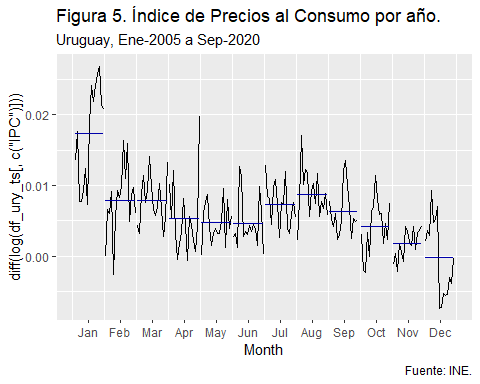 Figura 5. Índice de Precios al Consumo por año.
Uruguay, Ene-2005 a Sep-2020
diff(log(df_ury_ts[, c("IPC")]))
0.02
0.01
0.00
Jan Feb Mar Apr May Jun Jul Aug Sep Oct Nov Dec
Month
Fuente: INE.